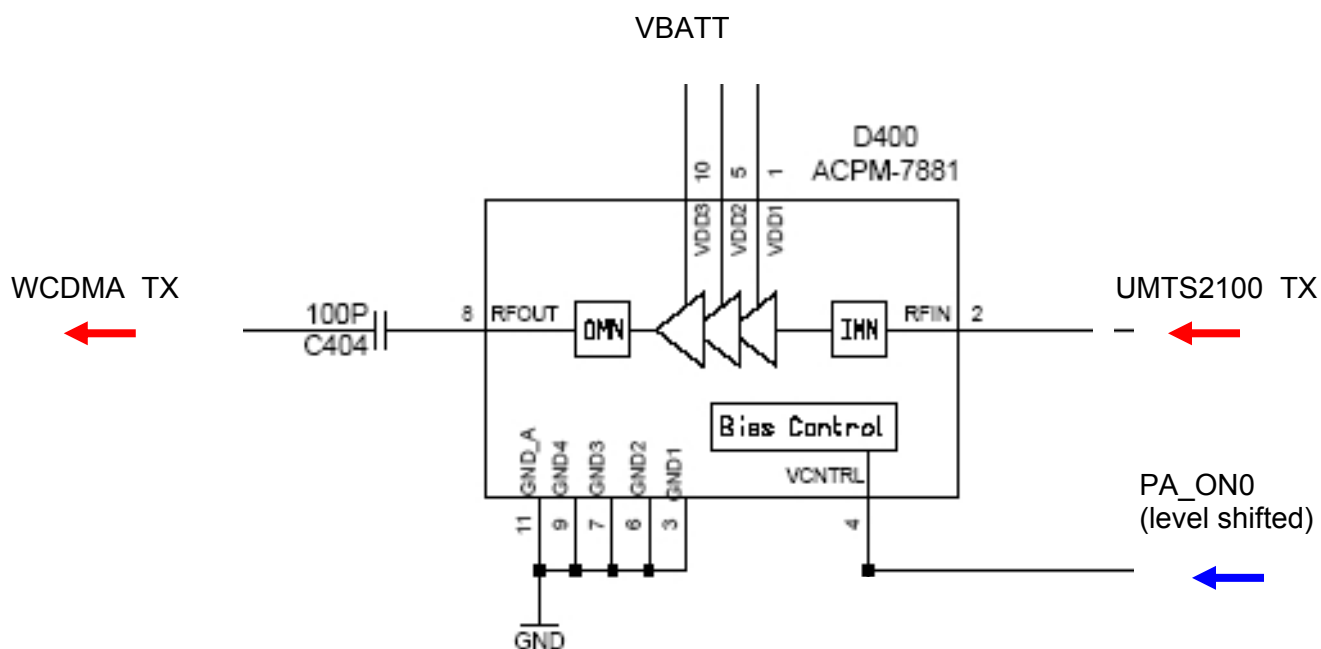 VBATT
D400
ACPM-7881
10
5
1
VDD3
VDD2
VDD1
WCDMA TX
UMTS2100 TX
100P
C404
8
RFOUT
OMN
IMN
RFIN
2
Bias Control
GND_A
GND4
GND3
GND2
GND1
VCNTRL
PA_ON0
(level shifted)
11
9
7
6
3
4
GND